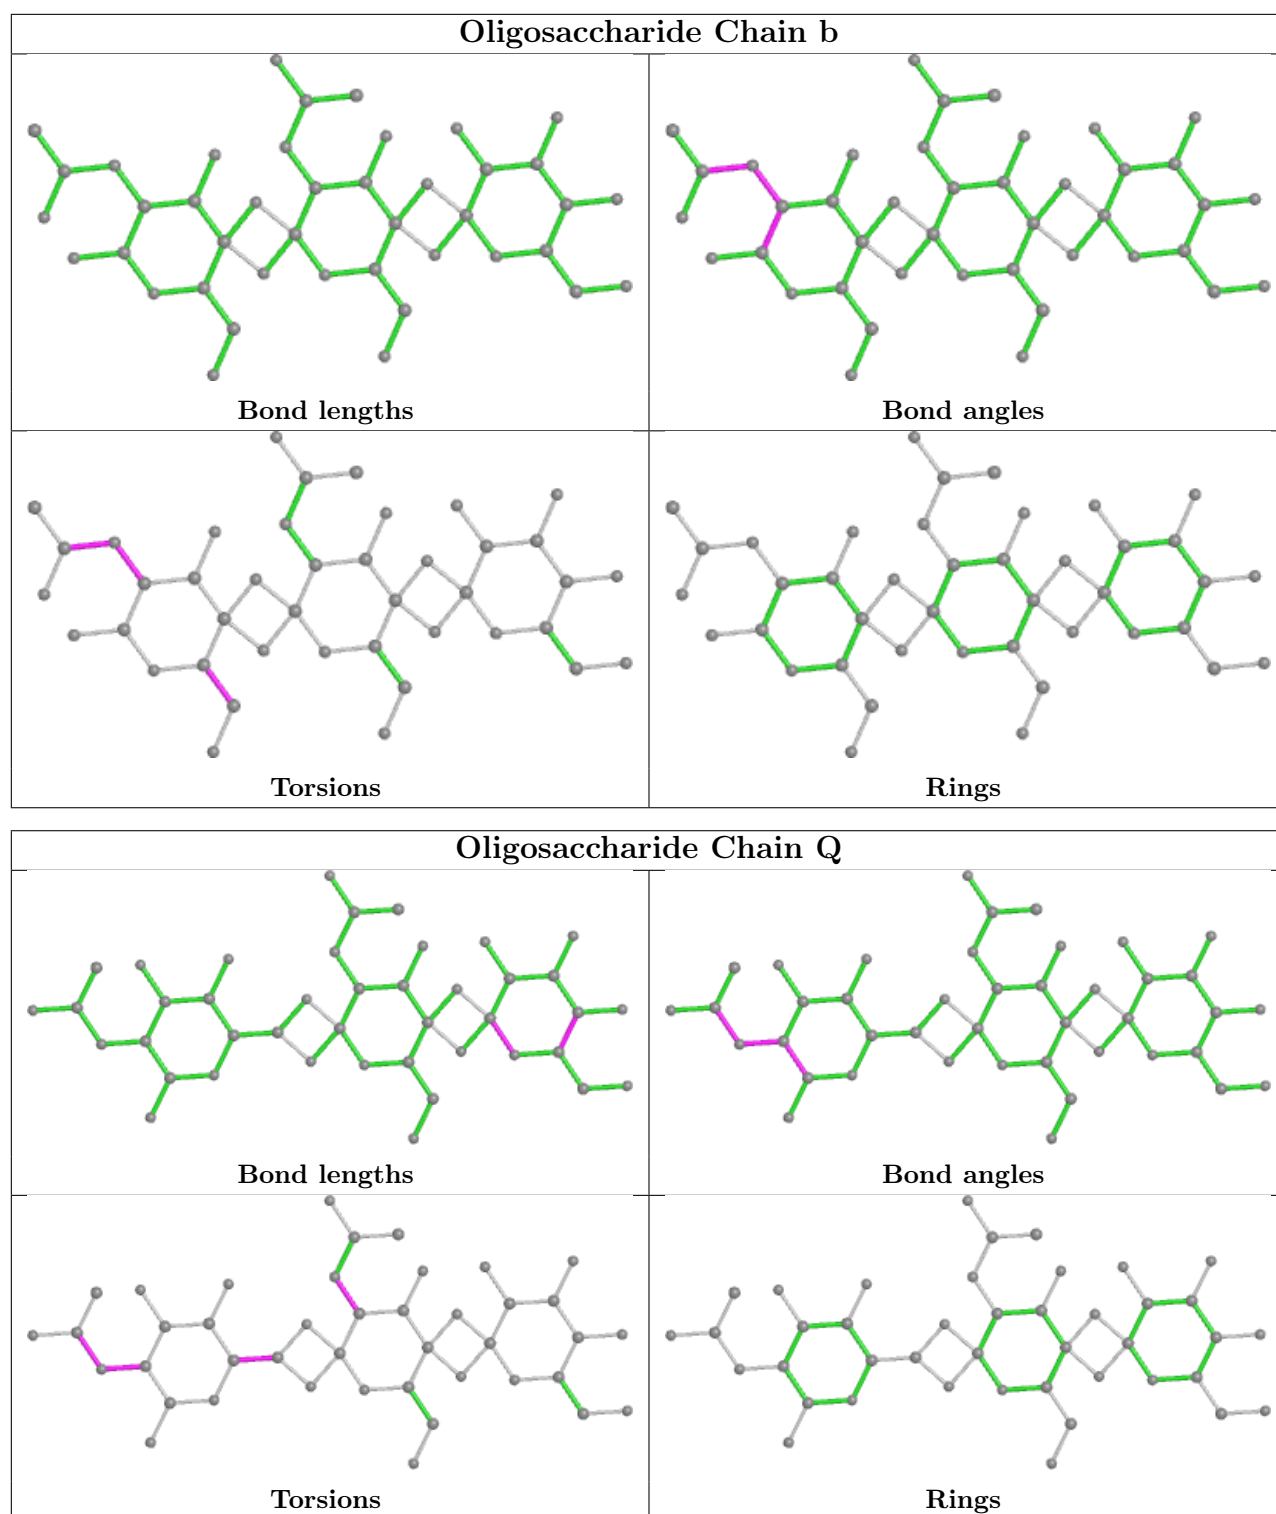 Oligosaccharide Chain b
Bond lengths
Bond angles
Torsions
Rings
Oligosaccharide Chain Q
Bond lengths
Bond angles
Torsions
Rings